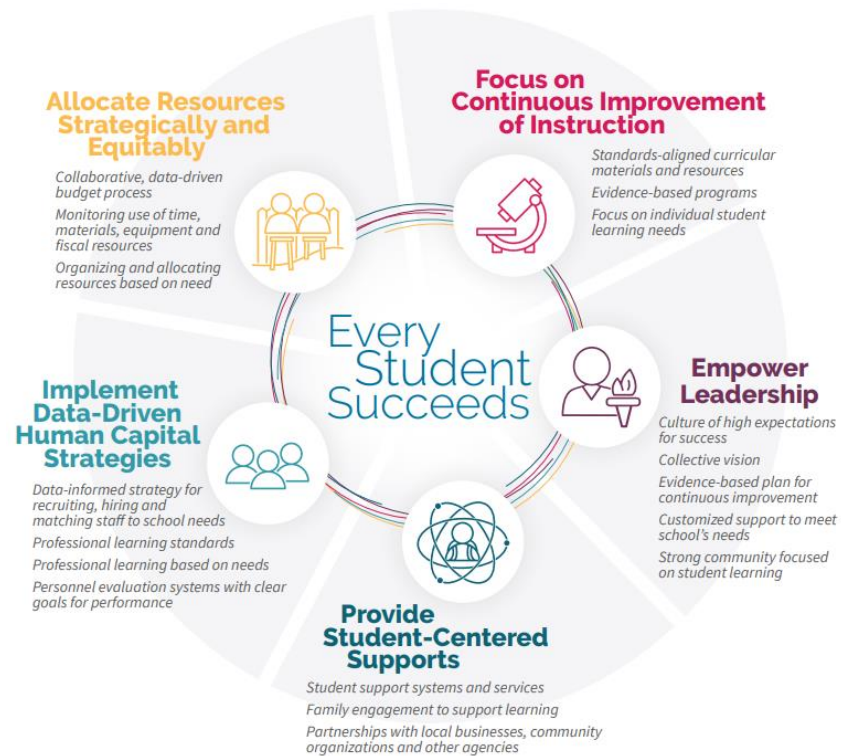 Allocate Resources
Strategically and
Equitably
Collaborative, data-driven
budget process
Monitoring use of time,
materials, equipment and
fiscal resources
Organizing and allocating
resources based on need
Focus on
Continuous Improvement
of Instruction
Standards-aligned curricular
materials and resources
Evidence-based programs
Focus on individual student
learning needs
Every
Student
Succeeds
Empower
Leadership
Culture of high expectations
for success
Collective vision
Evidence-based plan for
continuous improvement
Customized support to meet
school's needs
Strong community focused
on student learning
Implement
Data-Driven
Human Capital
Strategies
Data-informed strategy for
recruiting, hiring and
matching staff to school needs
Professional learning standards
Professional learning based on needs
Personnel evaluation systems with clear
goals for performance
Provide
Student-Centered
Supports
Student support systems and services
Family engagement to support learning
Partnerships with local businesses, community
organizations and other agencies